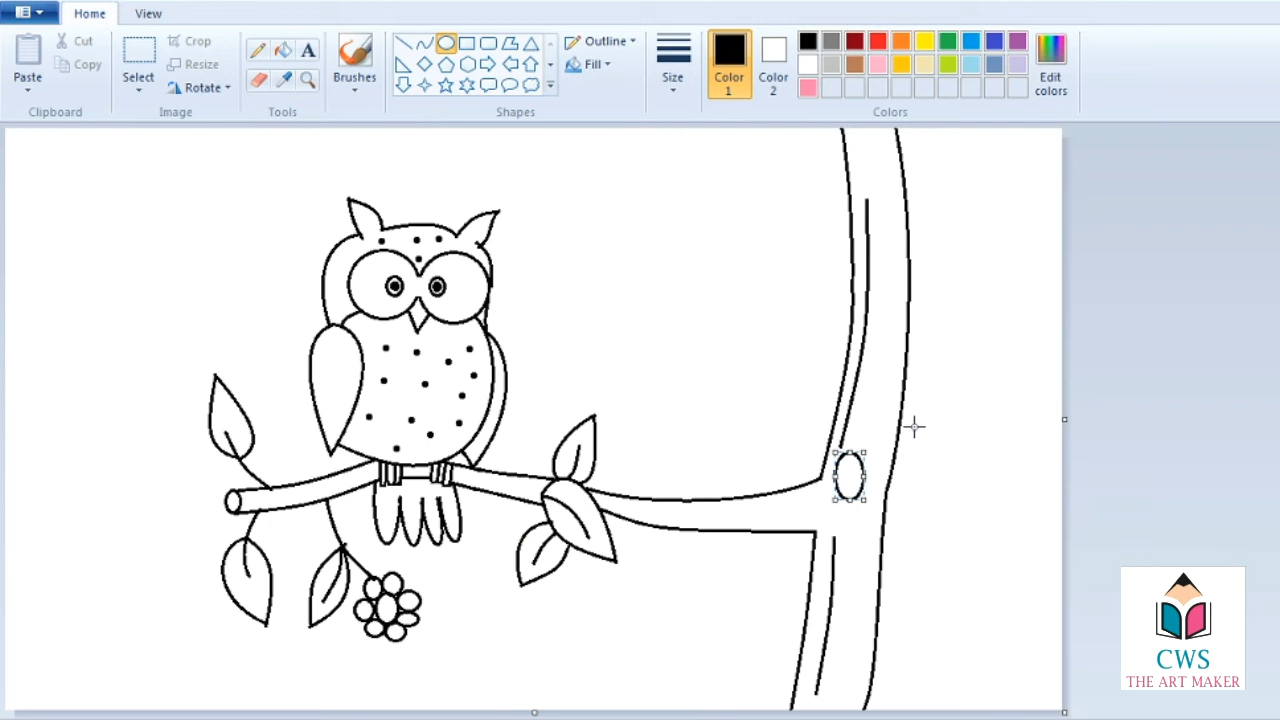 Home View
Cut Copy Paste Clipboard
Crop Resize Rotate Select Image
A Tools
Brushes
Outline Fill Shapes
Size
Color 1 Color 2 Edit colors Colors
CWS
THE ART MAKER